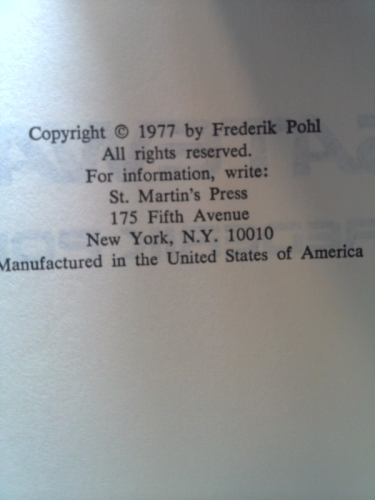 Copyright © 1977 by Frederik Pohl
All rights reserved.
For information, write:
St. Martin's Press
175 Fifth Avenue
New York, N.Y. 10010
Manufactured in the United States of America